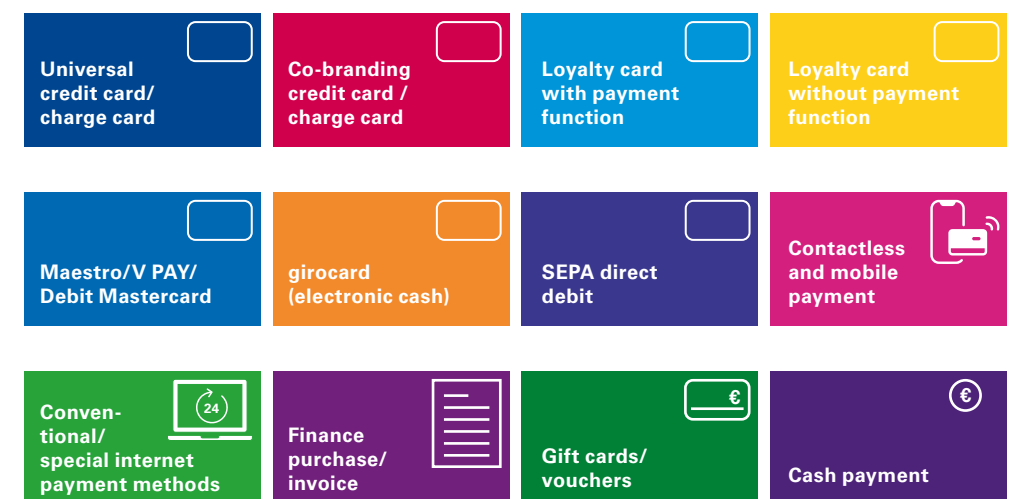 Universal
credit card/
charge card
Co-branding
credit card /
charge card
Loyalty card
with payment
function
Loyalty card
without payment
function
Maestro/V PAY/
Debit Mastercard
girocard
(electronic cash)
SEPA direct
debit
Contactless
and mobile
payment
24
Conven-
tional/
special internet
payment methods
Finance
purchase/
invoice
€
Gift cards/
vouchers
€
Cash payment